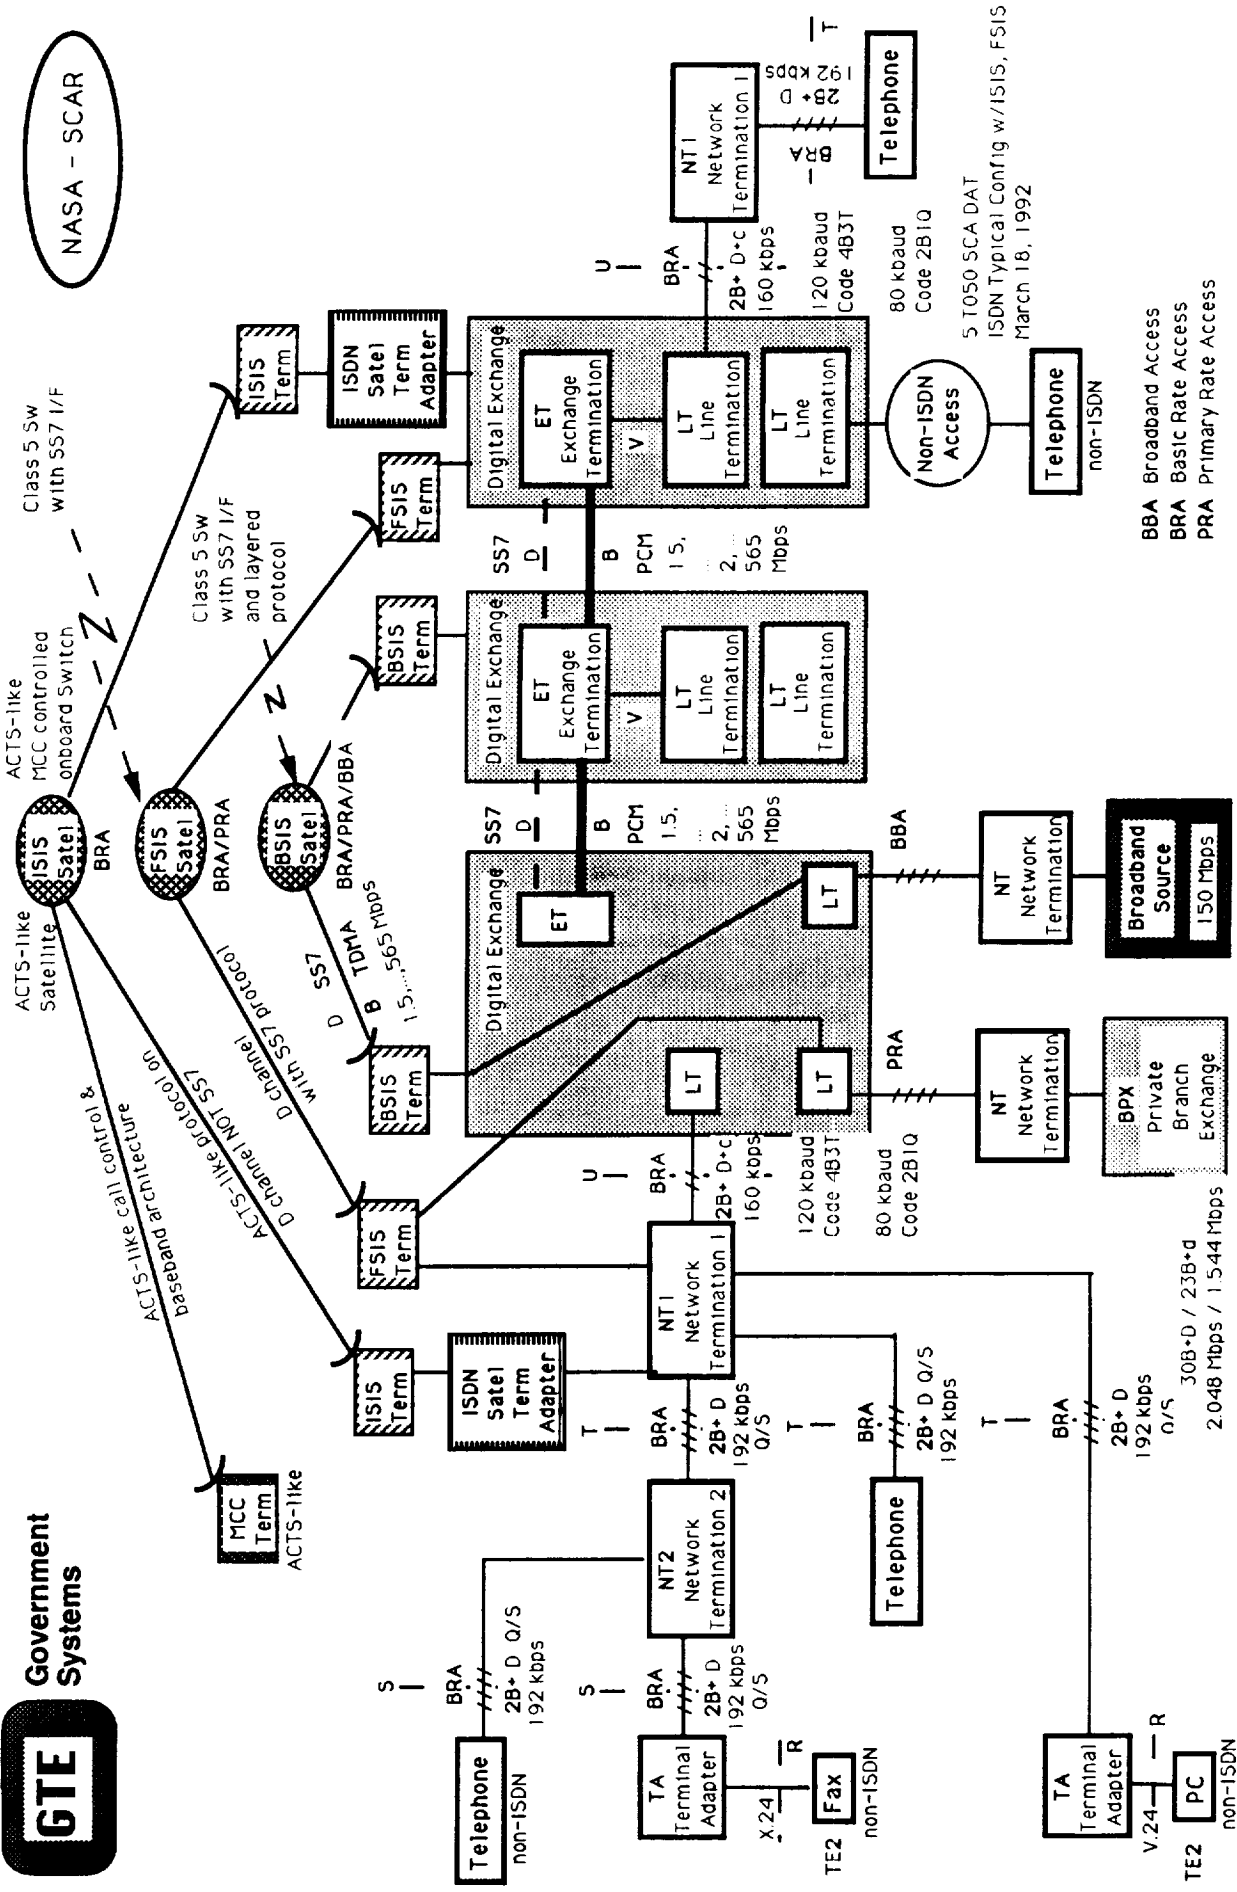 GTE
Government
Systems
NASA - SCAR
ACTS-like
Satellite
ISIS
Satel
BRA
ACTS-like
MCC controlled
onboard Switch
Class 5 Sw
with SS7 I/F
FSIS
Satel
BRA/PRA
Class 5 Sw
with SS7 I/F
and layered
protocol
BSIS
Satel
BRA/PRA/BBA
ACTS-like call control &
baseband architecture
ACTS-like protocol on
D channel NOT SS7
D channel
with SS7 protocol
D SS7
B TDMA
1.5,...,565 Mbps
MCC
Term
ACTS-like
ISIS
Term
FSIS
Term
BSIS
Term
BSIS
Term
FSIS
Term
ISIS
Term
ISDN
Satel
Term
Adapter
ISDN
Satel
Term
Adapter
Digital Exchange
ET
LT
LT
LT
SS7
D
B
PCM
1.5,
...
2,...
565
Mbps
Digital Exchange
ET
Exchange
Termination
V
LT
Line
Termination
LT
Line
Termination
SS7
D
B
PCM
1.5,
...
2,...
565
Mbps
Digital Exchange
ET
Exchange
Termination
V
LT
Line
Termination
LT
Line
Termination
S
BRA
2B+ D Q/S
192 kbps
Telephone
non-ISDN
S
BRA
2B+ D
192 kbps
Q/S
NT2
Network
Termination 2
T
BRA
2B+ D
192 kbps
Q/S
NT1
Network
Termination 1
U
BRA
2B+ D+C
160 kbps
120 kbaud
Code 4B3T
80 kbaud
Code 2B1Q
U
BRA
2B+ D+C
160 kbps
120 kbaud
Code 4B3T
80 kbaud
Code 2B1Q
NT1
Network
Termination 1
BRA
2B+ D
192 kbps
T
Telephone
TA
Terminal
Adapter
X.24
R
TE2
Fax
non-ISDN
T
BRA
2B+ D Q/S
192 kbps
Telephone
T
BRA
2B+ D
192 kbps
Q/S
TA
Terminal
Adapter
V.24
R
TE2
PC
non-ISDN
PRA
NT
Network
Termination
BPX
Private
Branch
Exchange
30B+D / 23B+d
2.048 Mbps / 1.544 Mbps
BBA
NT
Network
Termination
Broadband
Source
150 Mbps
Non-ISDN
Access
Telephone
non-ISDN
5 T050 SCA DAT
ISDN Typical Config w/ISIS, FSIS
March 18, 1992
BBA Broadband Access
BRA Basic Rate Access
PRA Primary Rate Access